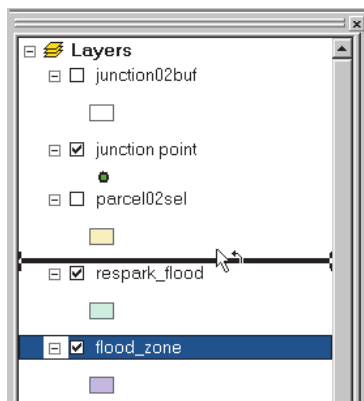 Layers
junction02buf
junction point
parcel02sel
respark_flood
flood_zone